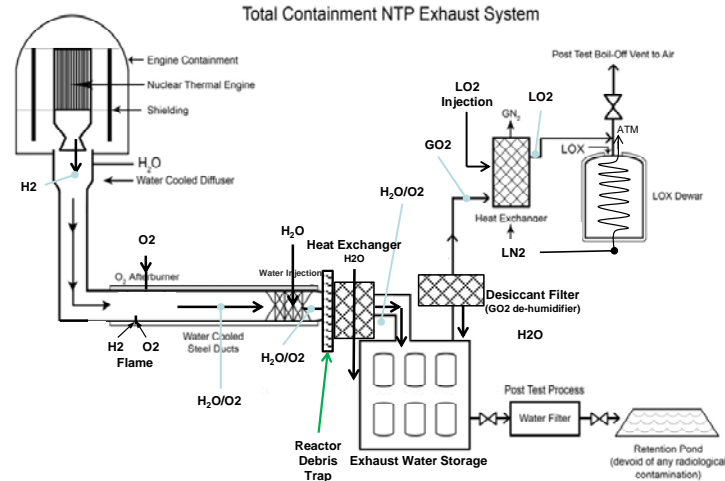 Total Containment NTP Exhaust System
Engine Containment
Nuclear Thermal Engine
Shielding
H2O
Water Cooled Diffuser
H2
O2
O2 Afterburner
H2 O2
Flame
Water Cooled
Steel Ducts
H2O/O2
H2O
Water Injection
H2O/O2
Heat Exchanger
H2O
H2O/O2
Reactor
Debris
Trap
Exhaust Water Storage
GO2
LO2
Injection
GN2
LO2
Heat Exchanger
LN2
Desiccant Filter
(GO2 de-humidifier)
H2O
Post Test Boil-Off Vent to Air
ATM
LOX
LOX Dewar
Post Test Process
Water Filter
Retention Pond
(devoid of any radiological
contamination)